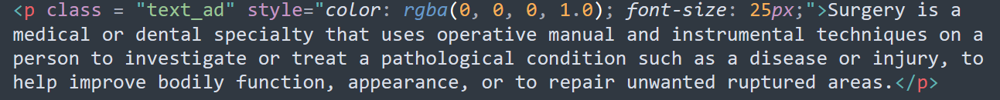 <p class = "text_ad" style="color: rgba(0, 0, 0, 1.0); font-size: 25px;">Surgery is a
medical or dental specialty that uses operative manual and instrumental techniques on a
person to investigate or treat a pathological condition such as a disease or injury, to
help improve bodily function, appearance, or to repair unwanted ruptured areas.</p>